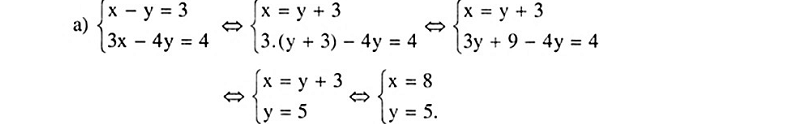 a) { x − y = 3 ⇔ { x = y + 3 ⇔ { x = y + 3
3x − 4y = 4 3.(y + 3) − 4y = 4 3y + 9 − 4y = 4
⇔ { x = y + 3 ⇔ { x = 8
y = 5 y = 5.